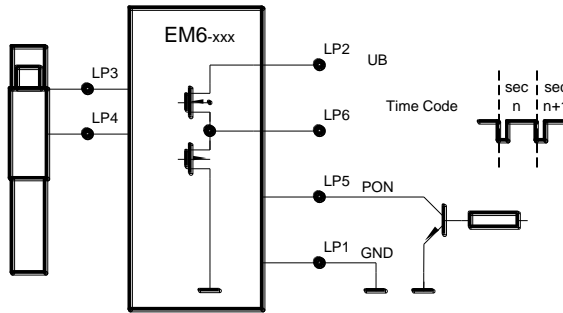 EM6-xxx
LP3
LP4
LP2 UB
LP6
Time Code
sec n
sec n+1
LP5 PON
LP1 GND